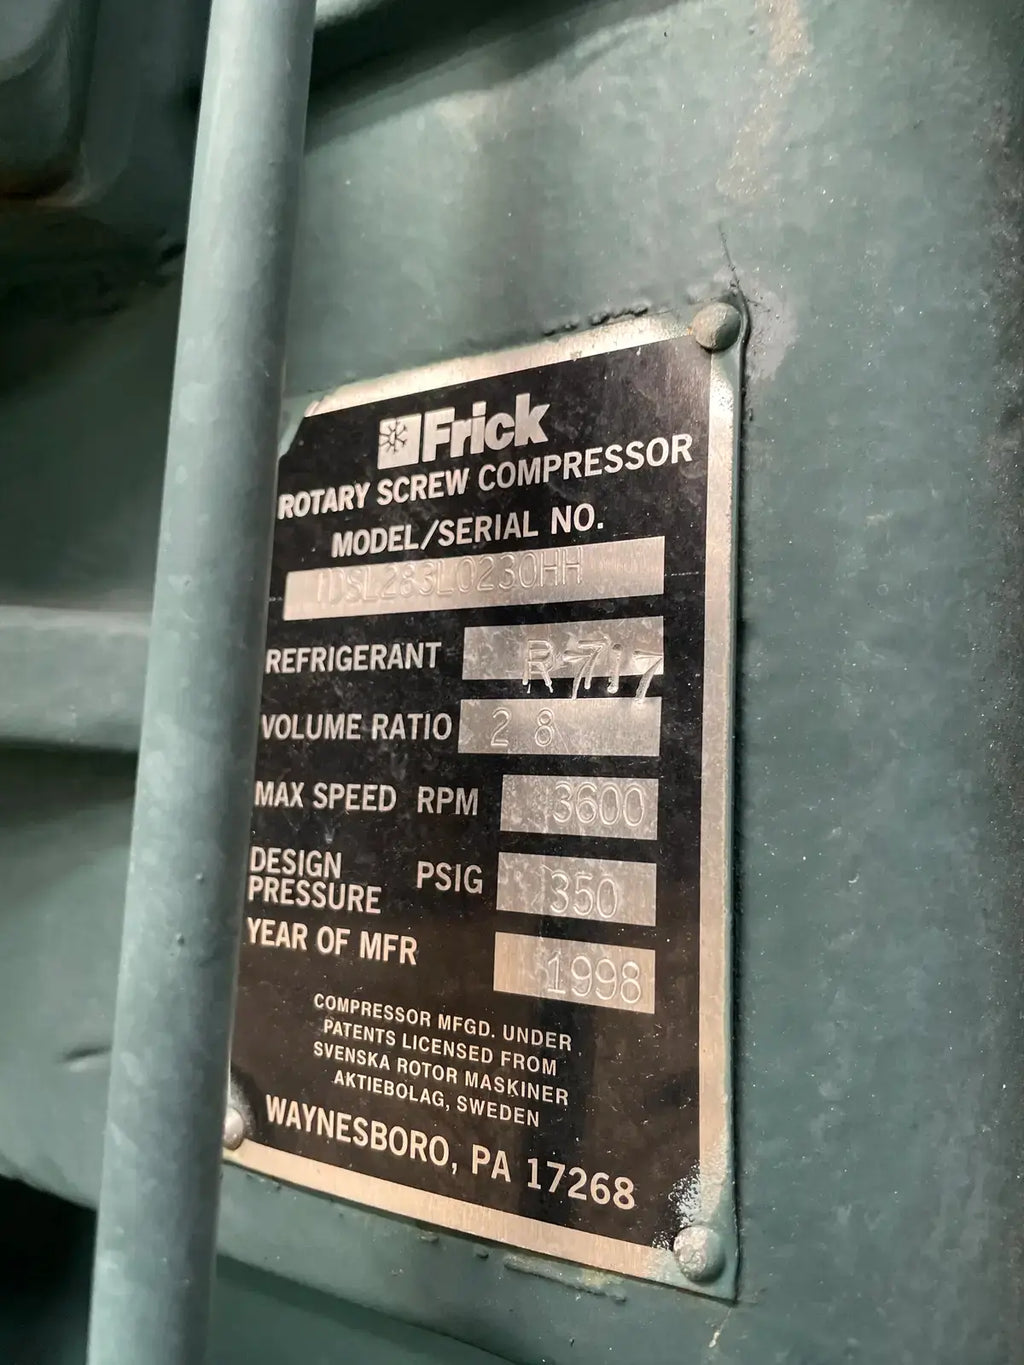 Frick
ROTARY SCREW COMPRESSOR
MODEL/SERIAL NO.
TDSL283L0230HH
REFRIGERANT R 717
VOLUME RATIO 2 8
MAX SPEED RPM 3600
DESIGN PRESSURE PSIG 350
YEAR OF MFR 1998
COMPRESSOR MFGD. UNDER
PATENTS LICENSED FROM
SVENSKA ROTOR MASKINER
AKTIEBOLAG, SWEDEN
WAYNESBORO, PA 17268